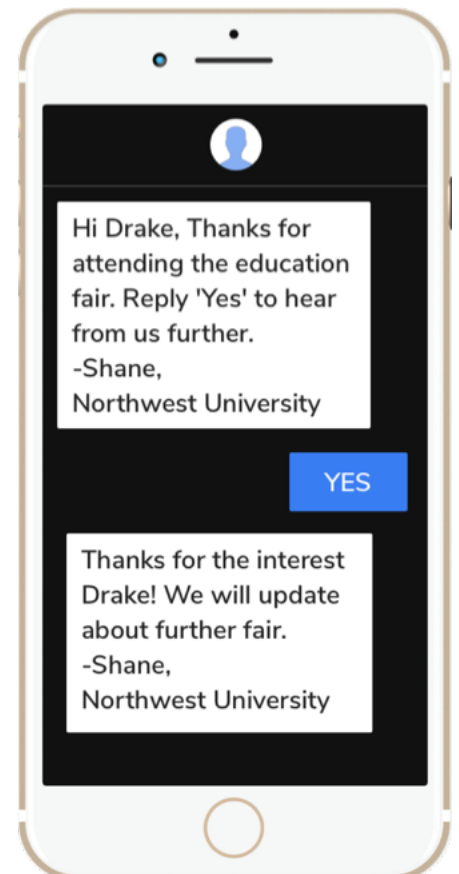 Hi Drake, Thanks for
attending the education
fair. Reply 'Yes' to hear
from us further.
-Shane,
Northwest University
YES
Thanks for the interest
Drake! We will update
about further fair.
-Shane,
Northwest University